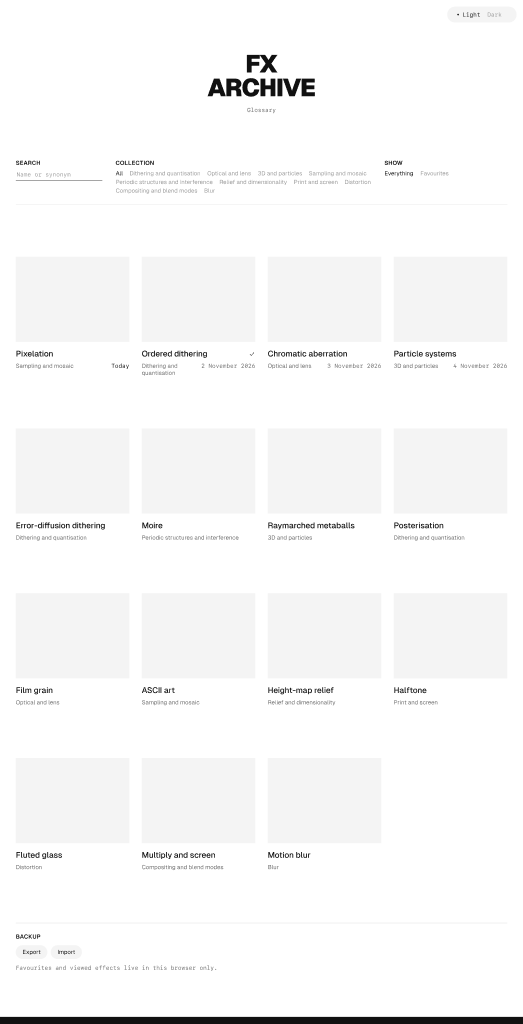 Light Dark
FX
ARCHIVE
Glossary
SEARCH
Name or synonym
COLLECTION
All Dithering and quantisation Optical and lens 3D and particles Sampling and mosaic
Periodic structures and interference Relief and dimensionality Print and screen Distortion
Compositing and blend modes Blur
SHOW
Everything Favourites
Pixelation
Sampling and mosaic Today
Ordered dithering ✓
Dithering and
quantisation 2 November 2026
Chromatic aberration
Optical and lens 3 November 2026
Particle systems
3D and particles 4 November 2026
Error-diffusion dithering
Dithering and quantisation
Moire
Periodic structures and interference
Raymarched metaballs
3D and particles
Posterisation
Dithering and quantisation
Film grain
Optical and lens
ASCII art
Sampling and mosaic
Height-map relief
Relief and dimensionality
Halftone
Print and screen
Fluted glass
Distortion
Multiply and screen
Compositing and blend modes
Motion blur
Blur
BACKUP
Export Import
Favourites and viewed effects live in this browser only.